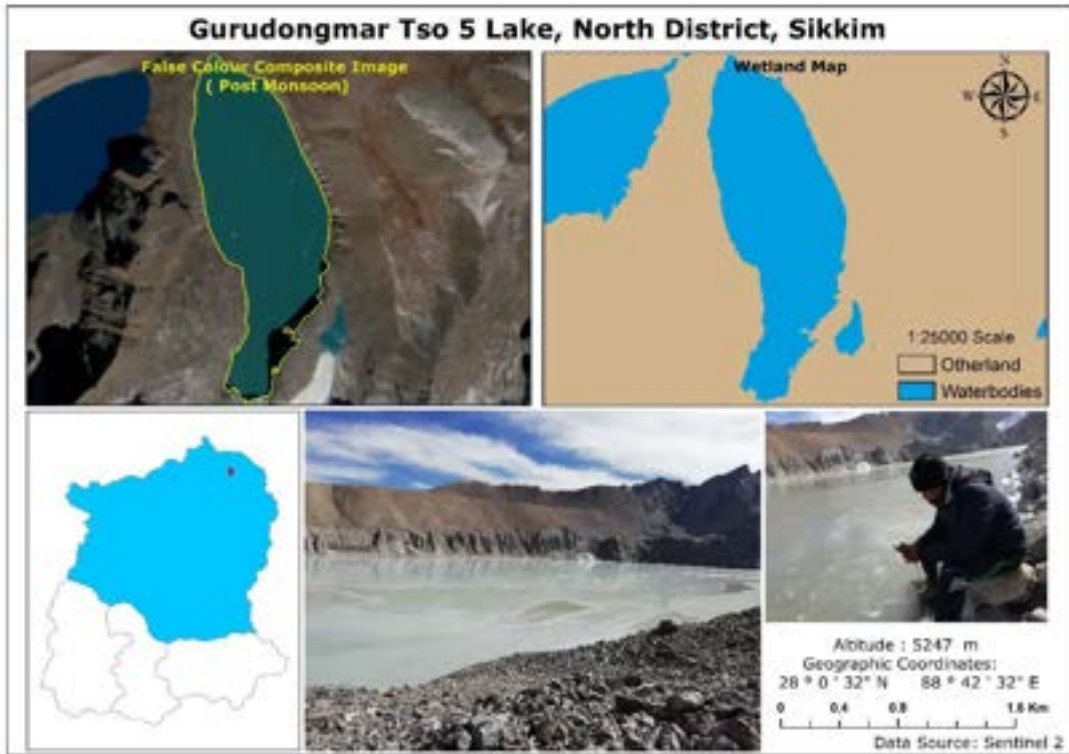 Gurudongmar Tso 5 Lake, North District, Sikkim
False Colour Composite Image
( Post Monsoon)
Wetland Map
N
W E
S
1:25000 Scale
Otherland
Waterbodies
Altitude : 5247 m
Geographic Coordinates:
28 ° 0 ' 32" N 88 ° 42 ' 32" E
0 0.4 0.8 1.6 Km
Data Source: Sentinel 2